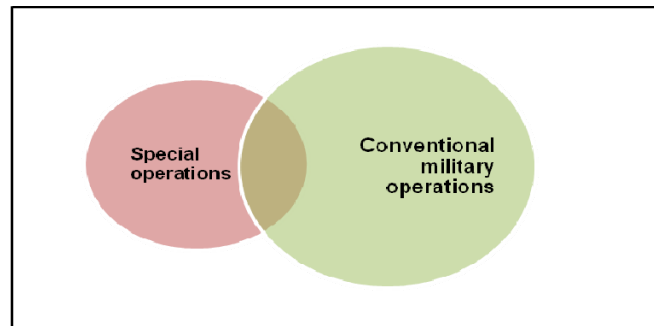 Special
operations
Conventional
military
operations